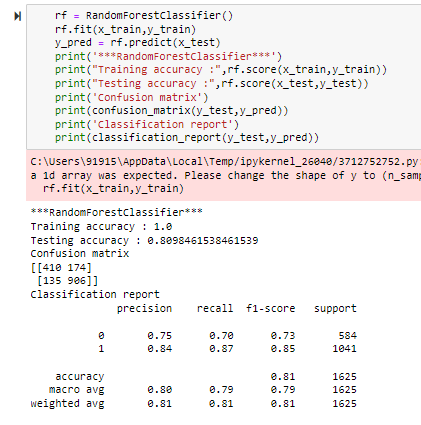 rf = RandomForestClassifier()
rf.fit(x_train,y_train)
y_pred = rf.predict(x_test)
print('***RandomForestClassifier***')
print("Training accuracy :",rf.score(x_train,y_train))
print("Testing accuracy :",rf.score(x_test,y_test))
print('Confusion matrix')
print(confusion_matrix(y_test,y_pred))
print('Classification report')
print(classification_report(y_test,y_pred))
C:\Users\91915\AppData\Local\Temp/ipykernel_26040/3712752752.py
a 1d array was expected. Please change the shape of y to (n_samp
rf.fit(x_train,y_train)
***RandomForestClassifier***
Training accuracy : 1.0
Testing accuracy : 0.8098461538461539
Confusion matrix
[[410 174]
[135 906]]
Classification report
precision recall f1-score support
0 0.75 0.70 0.73 584
1 0.84 0.87 0.85 1041
accuracy 0.81 1625
macro avg 0.80 0.79 0.79 1625
weighted avg 0.81 0.81 0.81 1625